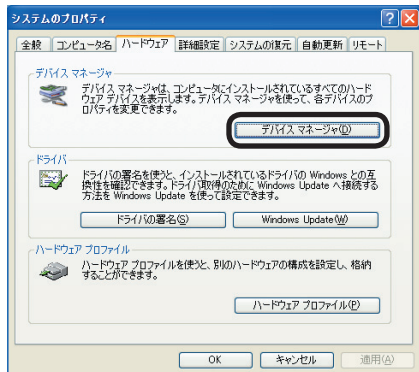 システムのプロパティ
全般 コンピュータ名 ハードウェア 詳細設定 システムの復元 自動更新 リモート
デバイス マネージャ
デバイス マネージャは、コンピュータにインストールされているすべてのハード
ウェア デバイスを表示します。デバイス マネージャを使って、各デバイスのプ
ロパティを変更できます。
デバイス マネージャ(D)
ドライバ
ドライバの署名を使うと、インストールされているドライバの Windows との互
換性を確認できます。ドライバ取得のために Windows Update へ接続する
方法を Windows Update を使って設定できます。
ドライバの署名(S) Windows Update(W)
ハードウェア プロファイル
ハードウェア プロファイルを使うと、別のハードウェアの構成を設定し、格納
することができます。
ハードウェア プロファイル(P)
OK キャンセル 適用(A)